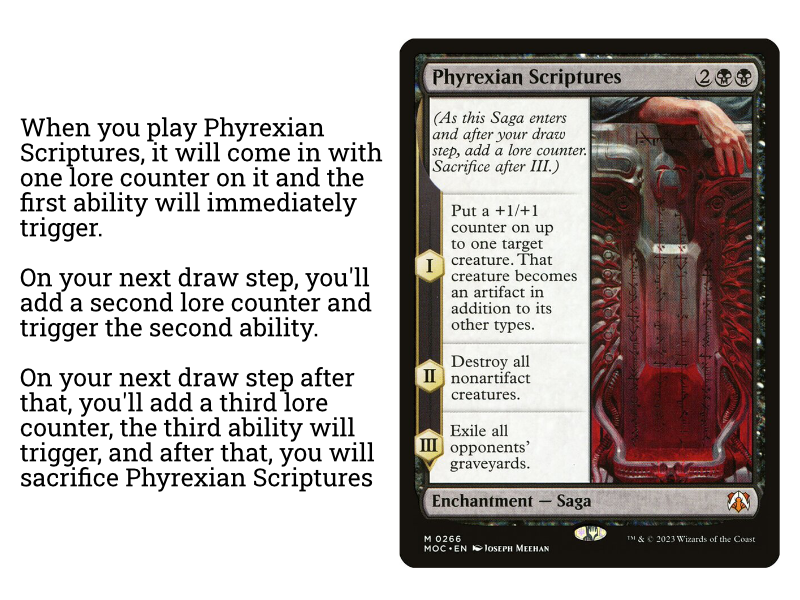 When you play Phyrexian
Scriptures, it will come in with
one lore counter on it and the
first ability will immediately
trigger.
On your next draw step, you'll
add a second lore counter and
trigger the second ability.
On your next draw step after
that, you'll add a third lore
counter, the third ability will
trigger, and after that, you will
sacrifice Phyrexian Scriptures
Phyrexian Scriptures 2
(As this Saga enters
and after your draw
step, add a lore counter.
Sacrifice after III.)
I
Put a +1/+1
counter on up
to one target
creature. That
creature becomes
an artifact in
addition to its
other types.
II
Destroy all
nonartifact
creatures.
III
Exile all
opponents'
graveyards.
Enchantment — Saga
M 0266
MOC • EN JOSEPH MEEHAN
™ & © 2023 Wizards of the Coast